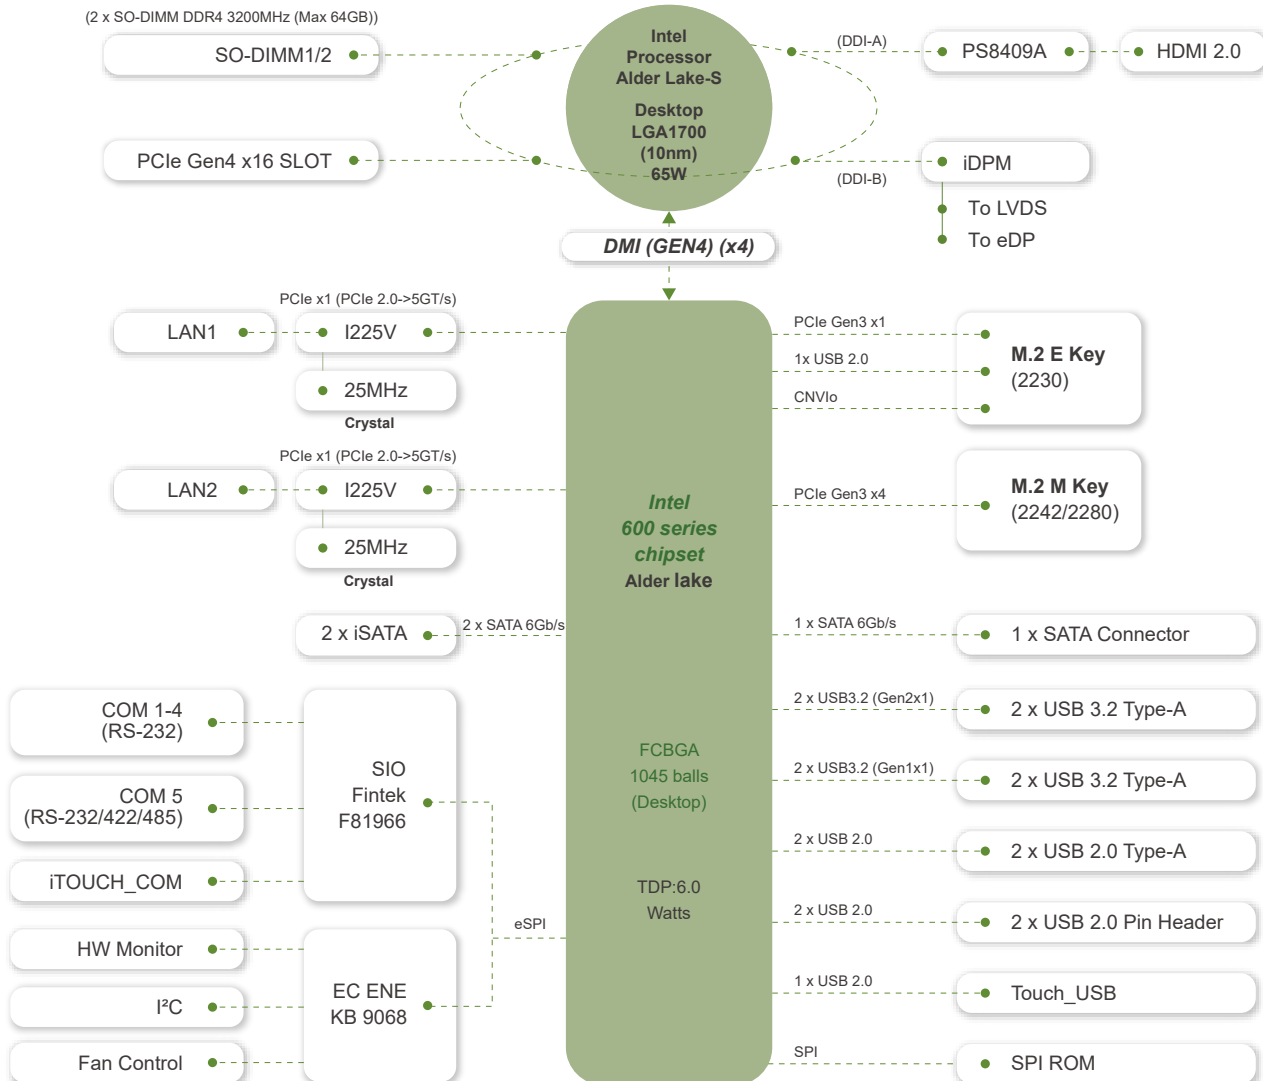 (2 x SO-DIMM DDR4 3200MHz (Max 64GB))
SO-DIMM1/2
PCIe Gen4 x16 SLOT
Intel
Processor
Alder Lake-S
Desktop
LGA1700
(10nm)
65W
(DDI-A)
PS8409A
HDMI 2.0
(DDI-B)
iDPM
To LVDS
To eDP
DMI (GEN4) (x4)
PCIe x1 (PCIe 2.0->5GT/s)
LAN1
I225V
25MHz
Crystal
PCIe x1 (PCIe 2.0->5GT/s)
LAN2
I225V
25MHz
Crystal
2 x iSATA
2 x SATA 6Gb/s
COM 1-4
(RS-232)
COM 5
(RS-232/422/485)
iTOUCH_COM
SIO
Fintek
F81966
HW Monitor
I²C
Fan Control
EC ENE
KB 9068
eSPI
Intel
600 series
chipset
Alder lake
FCBGA
1045 balls
(Desktop)
TDP:6.0
Watts
PCIe Gen3 x1
1x USB 2.0
CNVIo
M.2 E Key
(2230)
PCIe Gen3 x4
M.2 M Key
(2242/2280)
1 x SATA 6Gb/s
1 x SATA Connector
2 x USB3.2 (Gen2x1)
2 x USB 3.2 Type-A
2 x USB3.2 (Gen1x1)
2 x USB 3.2 Type-A
2 x USB 2.0
2 x USB 2.0 Type-A
2 x USB 2.0
2 x USB 2.0 Pin Header
1 x USB 2.0
Touch_USB
SPI
SPI ROM